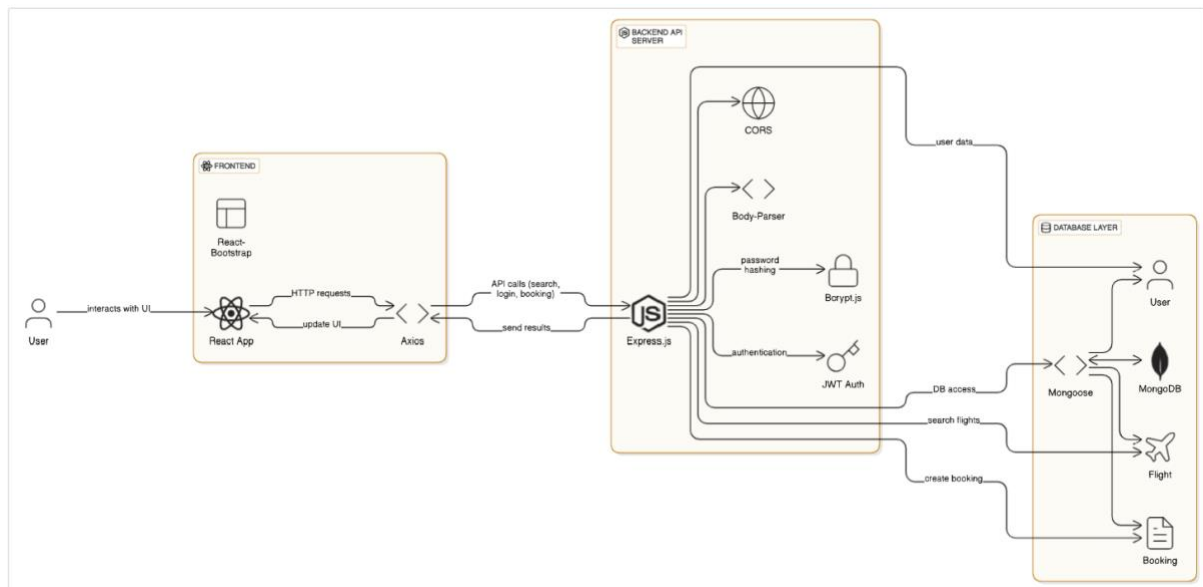 BACKEND API
SERVER
CORS
user data
FRONTEND
Body-Parser
React-
Bootstrap
DATABASE LAYER
password
hashing
Bcrypt.js
User
API calls (search,
login, booking)
HTTP requests
interacts with UI
update UI
send results
User
React App
Axios
Express.js
authentication
JWT Auth
DB access
Mongoose
MongoDB
search flights
Flight
create booking
Booking
JS
JS